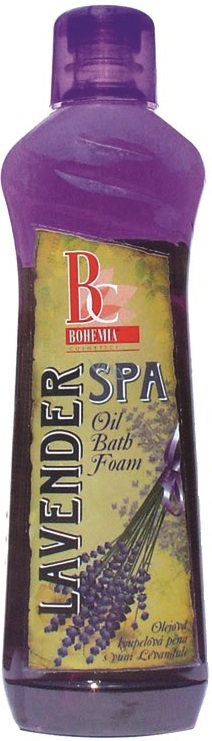 BC
BOHEMIA
COSMETICS
LAVENDER
SPA
Oil
Bath
Foam
Olejová
koupelová pěna
s vůní Levandule